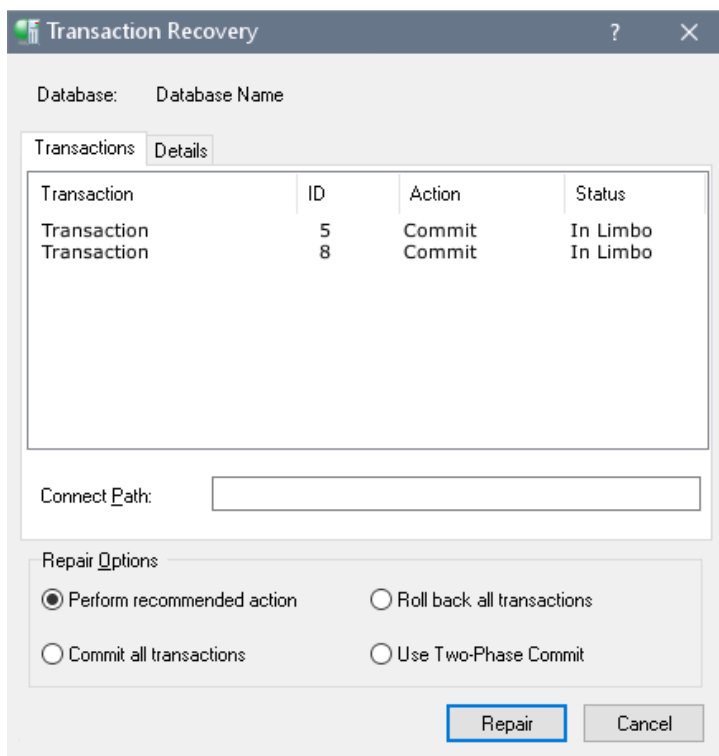 Transaction Recovery ? ×
Database: Database Name
Transactions Details
Transaction ID Action Status
Transaction 5 Commit In Limbo
Transaction 8 Commit In Limbo
Connect Path:
Repair Options
Perform recommended action Roll back all transactions
Commit all transactions Use Two-Phase Commit
Repair Cancel